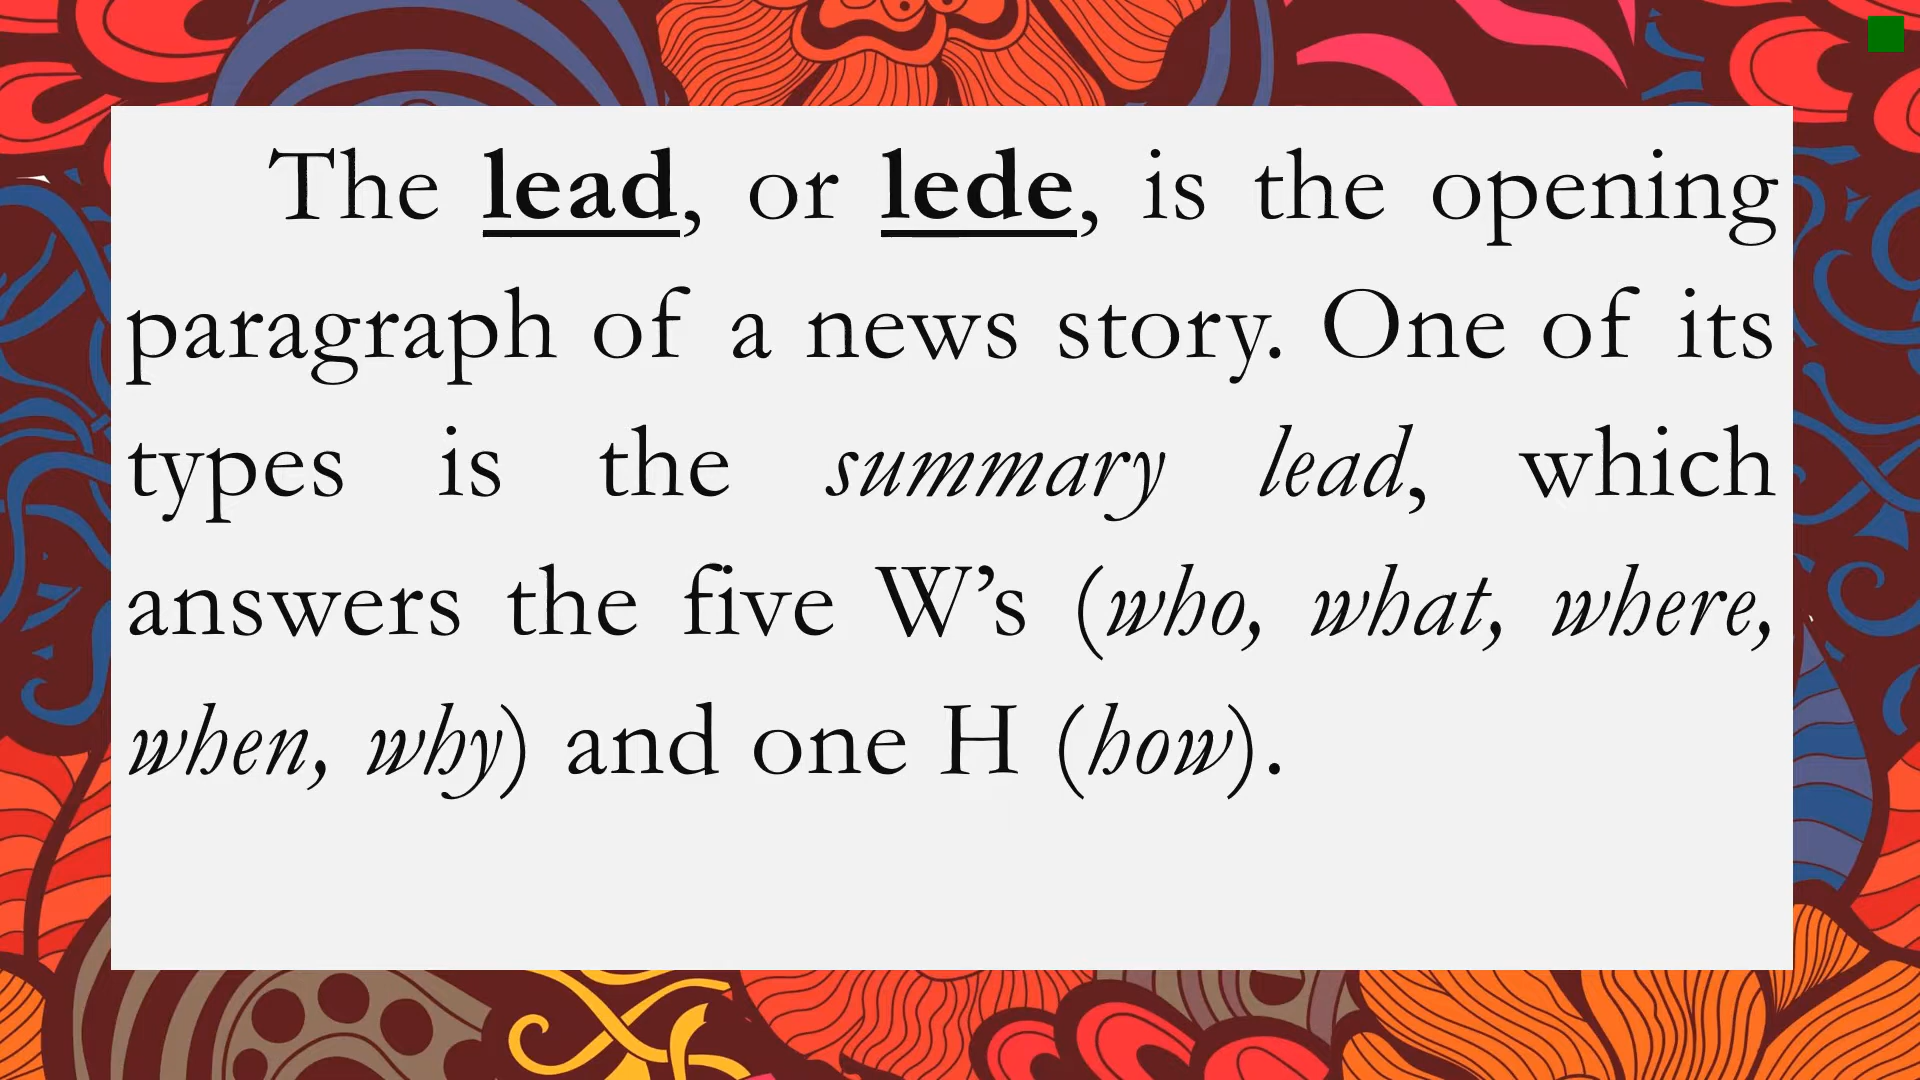 The lead, or lede, is the opening
paragraph of a news story. One of its
types is the summary lead, which
answers the five W’s (who, what, where,
when, why) and one H (how).